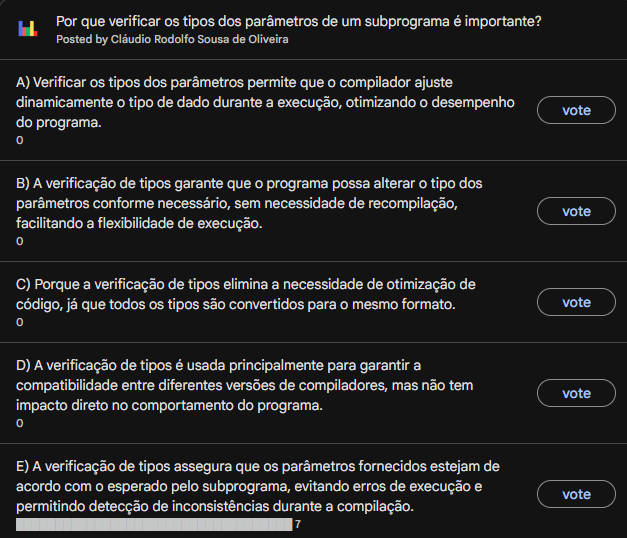 Por que verificar os tipos dos parâmetros de um subprograma é importante?
Posted by Cláudio Rodolfo Sousa de Oliveira
A) Verificar os tipos dos parâmetros permite que o compilador ajuste
dinamicamente o tipo de dado durante a execução, otimizando o desempenho
do programa.
0
vote
B) A verificação de tipos garante que o programa possa alterar o tipo dos
parâmetros conforme necessário, sem necessidade de recompilação,
facilitando a flexibilidade de execução.
0
vote
C) Porque a verificação de tipos elimina a necessidade de otimização de
código, já que todos os tipos são convertidos para o mesmo formato.
0
vote
D) A verificação de tipos é usada principalmente para garantir a
compatibilidade entre diferentes versões de compiladores, mas não tem
impacto direto no comportamento do programa.
0
vote
E) A verificação de tipos assegura que os parâmetros fornecidos estejam de
acordo com o esperado pelo subprograma, evitando erros de execução e
permitindo detecção de inconsistências durante a compilação.
7
vote